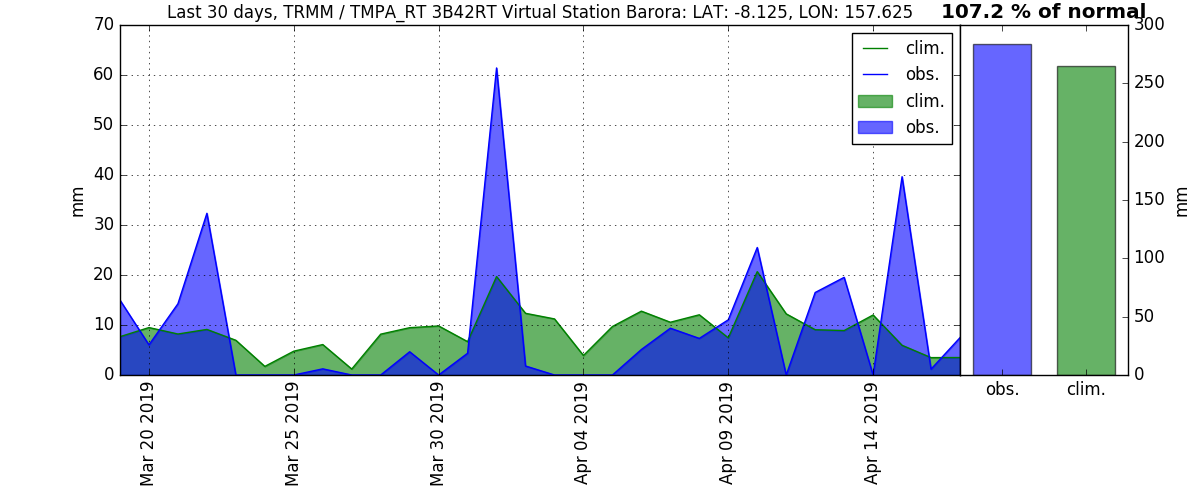 Last 30 days, TRMM / TMPA_RT 3B42RT Virtual Station Barora: LAT: -8.125, LON: 157.625
107.2 % of normal
70
60
50
40
30
20
10
0
mm
Mar 20 2019
Mar 25 2019
Mar 30 2019
Apr 04 2019
Apr 09 2019
Apr 14 2019
clim.
obs.
clim.
obs.
300
250
200
150
100
50
0
mm
obs.
clim.